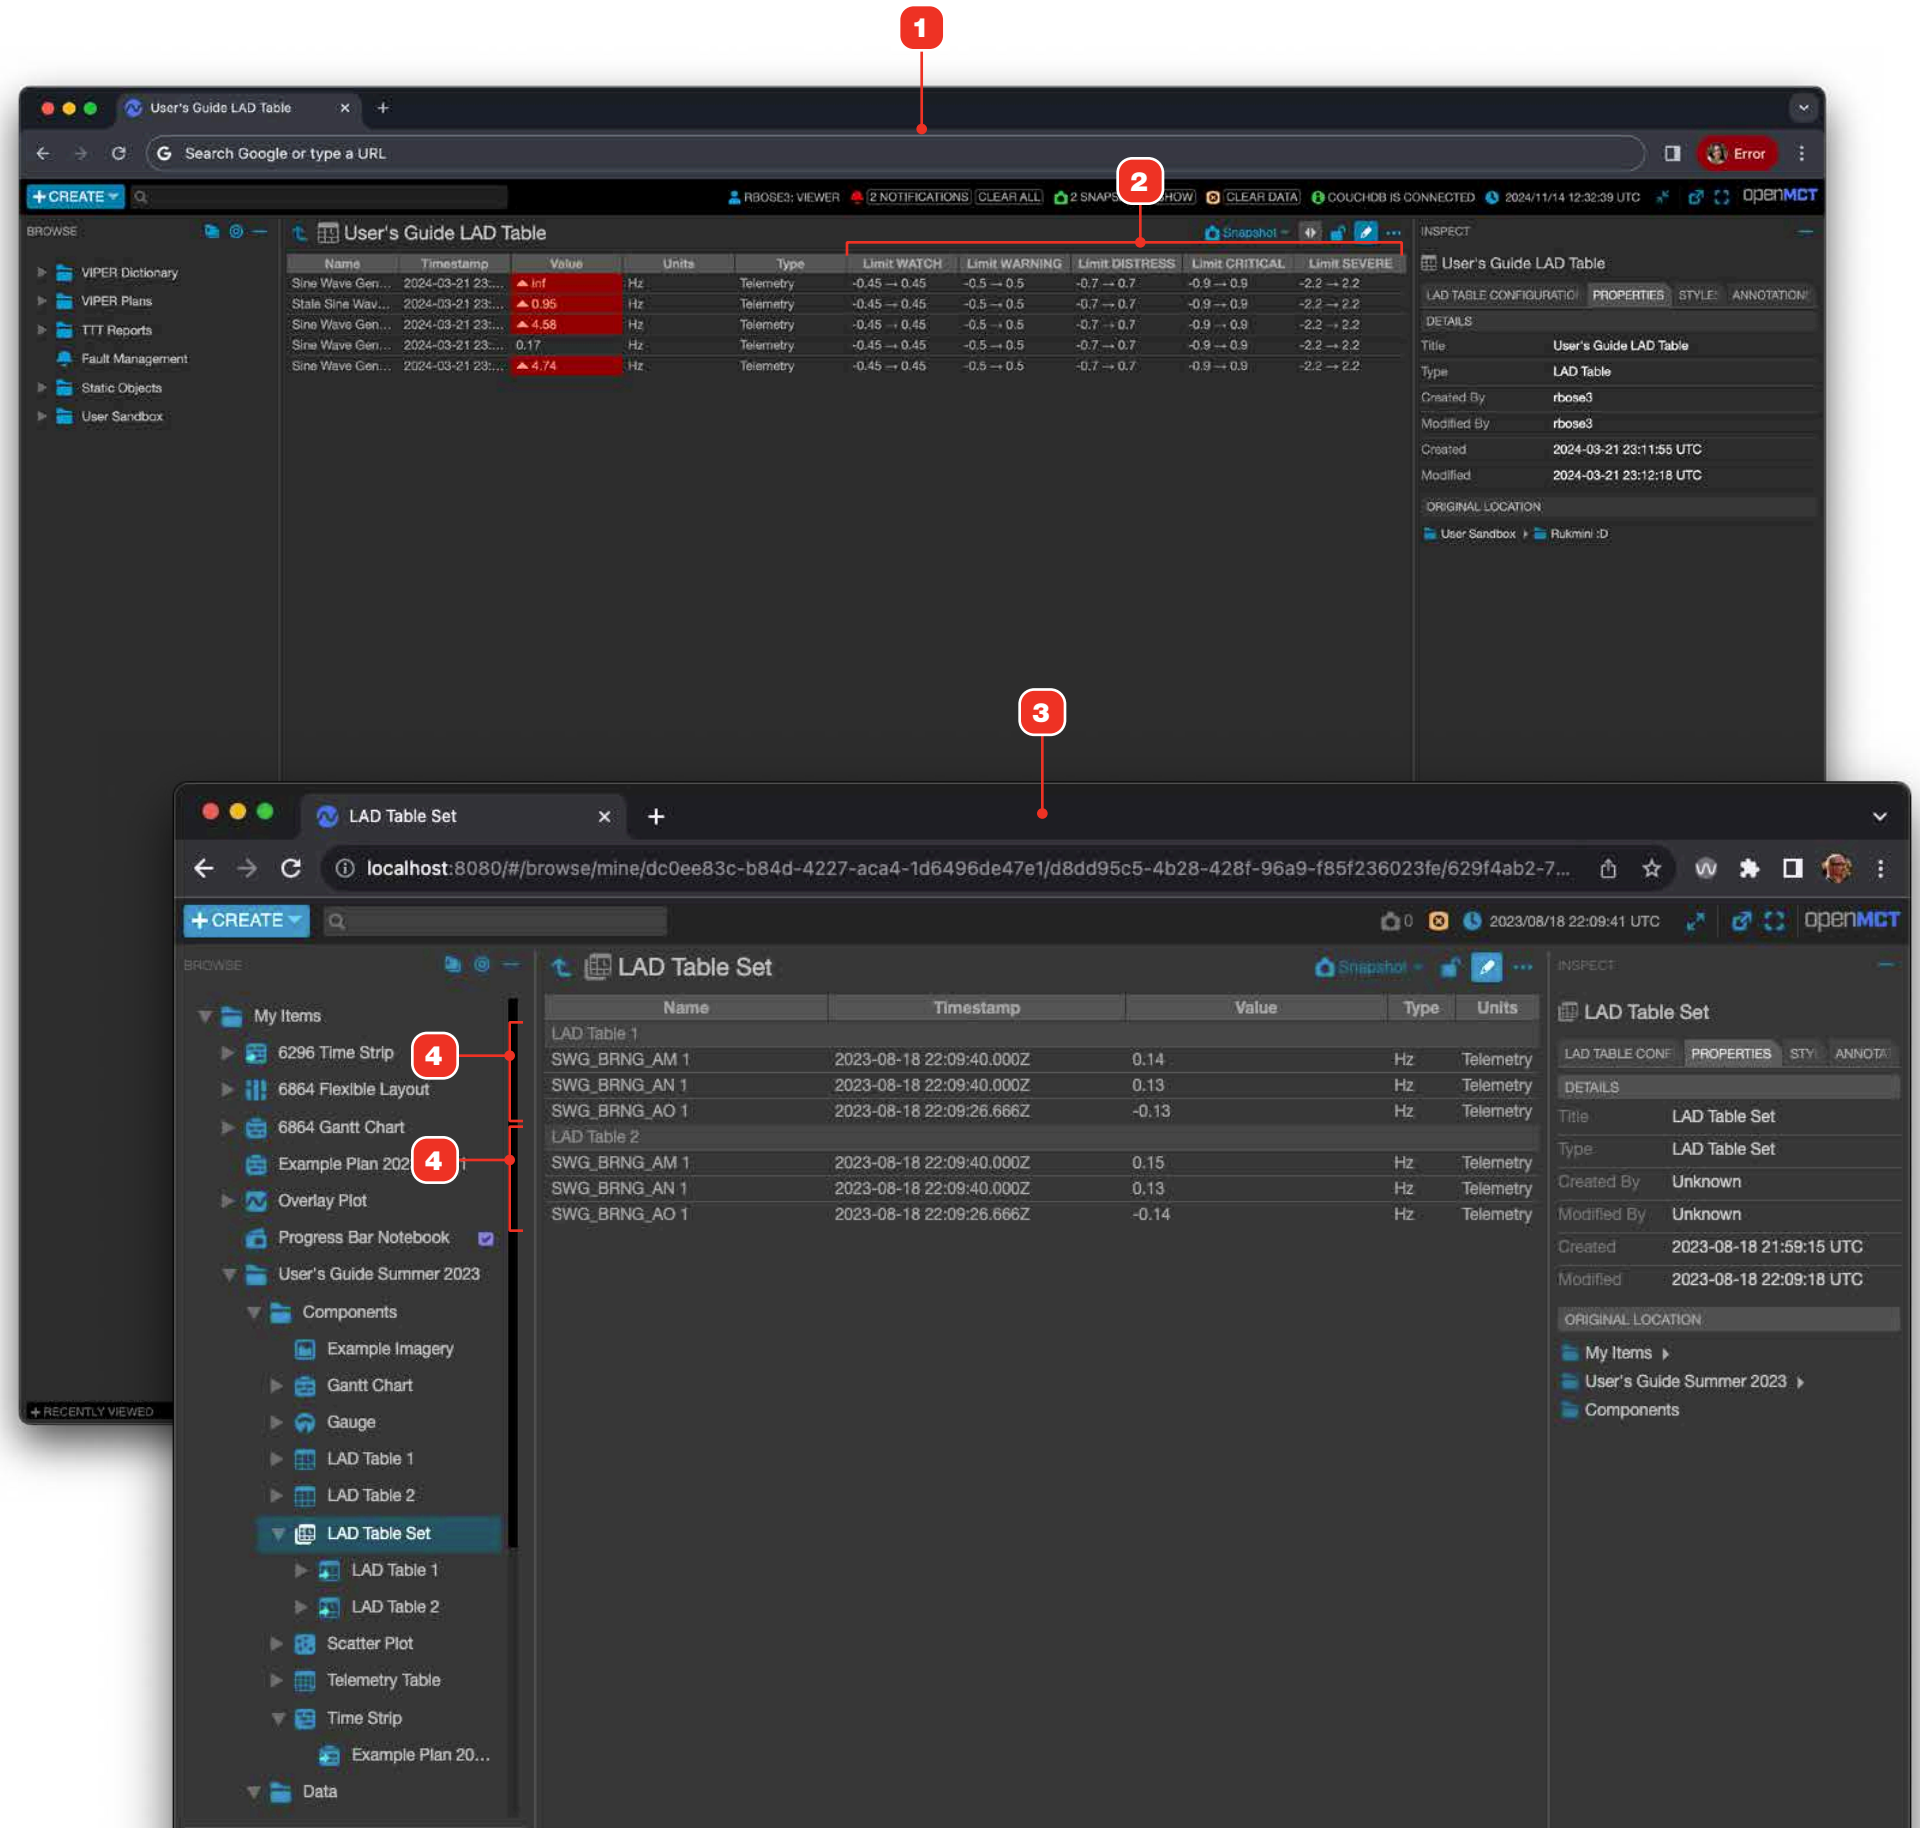 1
User's Guide LAD Table
Search Google or type a URL
Error
2
+ CREATE
RBOSE3: VIEWER 2 NOTIFICATIONS CLEAR ALL 2 SNAPS HOW CLEAR DATA COUCHDB IS CONNECTED 2024/11/14 12:32:39 UTC openMCT
BROWSE
VIPER Dictionary
VIPER Plans
TTT Reports
Fault Management
Static Objects
User Sandbox
User's Guide LAD Table
Snapshot
Name Timestamp Value Units Type Limit WATCH Limit WARNING Limit DISTRESS Limit CRITICAL Limit SEVERE
Sine Wave Gen... 2024-03-21 23:... Inf Hz Telemetry -0.45 → 0.45 -0.5 → 0.5 -0.7 → 0.7 -0.9 → 0.9 -2.2 → 2.2
Stale Sine Wav... 2024-03-21 23:... 0.95 Hz Telemetry -0.45 → 0.45 -0.5 → 0.5 -0.7 → 0.7 -0.9 → 0.9 -2.2 → 2.2
Sine Wave Gen... 2024-03-21 23:... 4.58 Hz Telemetry -0.45 → 0.45 -0.5 → 0.5 -0.7 → 0.7 -0.9 → 0.9 -2.2 → 2.2
Sine Wave Gen... 2024-03-21 23:... 0.17 Hz Telemetry -0.45 → 0.45 -0.5 → 0.5 -0.7 → 0.7 -0.9 → 0.9 -2.2 → 2.2
Sine Wave Gen... 2024-03-21 23:... 4.74 Hz Telemetry -0.45 → 0.45 -0.5 → 0.5 -0.7 → 0.7 -0.9 → 0.9 -2.2 → 2.2
INSPECT
User's Guide LAD Table
LAD TABLE CONFIGURATIO PROPERTIES STYLE ANNOTATION
DETAILS
Title User's Guide LAD Table
Type LAD Table
Created By rbose3
Modified By rbose3
Created 2024-03-21 23:11:55 UTC
Modified 2024-03-21 23:12:18 UTC
ORIGINAL LOCATION
User Sandbox Rukmini :D
+ RECENTLY VIEWED
3
LAD Table Set
localhost:8080/#/browse/mine/dc0ee83c-b84d-4227-aca4-1d6496de47e1/d8dd95c5-4b28-428f-96a9-f85f236023fe/629f4ab2-7...
+ CREATE
0 2023/08/18 22:09:41 UTC openMCT
BROWSE
My Items
6296 Time Strip
4
6864 Flexible Layout
6864 Gantt Chart
Example Plan 202
4
Overlay Plot
Progress Bar Notebook
User's Guide Summer 2023
Components
Example Imagery
Gantt Chart
Gauge
LAD Table 1
LAD Table 2
LAD Table Set
LAD Table 1
LAD Table 2
Scatter Plot
Telemetry Table
Time Strip
Example Plan 20...
Data
LAD Table Set
Snapshot
Name Timestamp Value Type Units
LAD Table 1
SWG_BRNG_AM 1 2023-08-18 22:09:40.000Z 0.14 Hz Telemetry
SWG_BRNG_AN 1 2023-08-18 22:09:40.000Z 0.13 Hz Telemetry
SWG_BRNG_AO 1 2023-08-18 22:09:26.666Z -0.13 Hz Telemetry
LAD Table 2
SWG_BRNG_AM 1 2023-08-18 22:09:40.000Z 0.15 Hz Telemetry
SWG_BRNG_AN 1 2023-08-18 22:09:40.000Z 0.13 Hz Telemetry
SWG_BRNG_AO 1 2023-08-18 22:09:26.666Z -0.14 Hz Telemetry
INSPECT
LAD Table Set
LAD TABLE CONF PROPERTIES STY ANNOTA
DETAILS
Title LAD Table Set
Type LAD Table Set
Created By Unknown
Modified By Unknown
Created 2023-08-18 21:59:15 UTC
Modified 2023-08-18 22:09:18 UTC
ORIGINAL LOCATION
My Items
User's Guide Summer 2023
Components